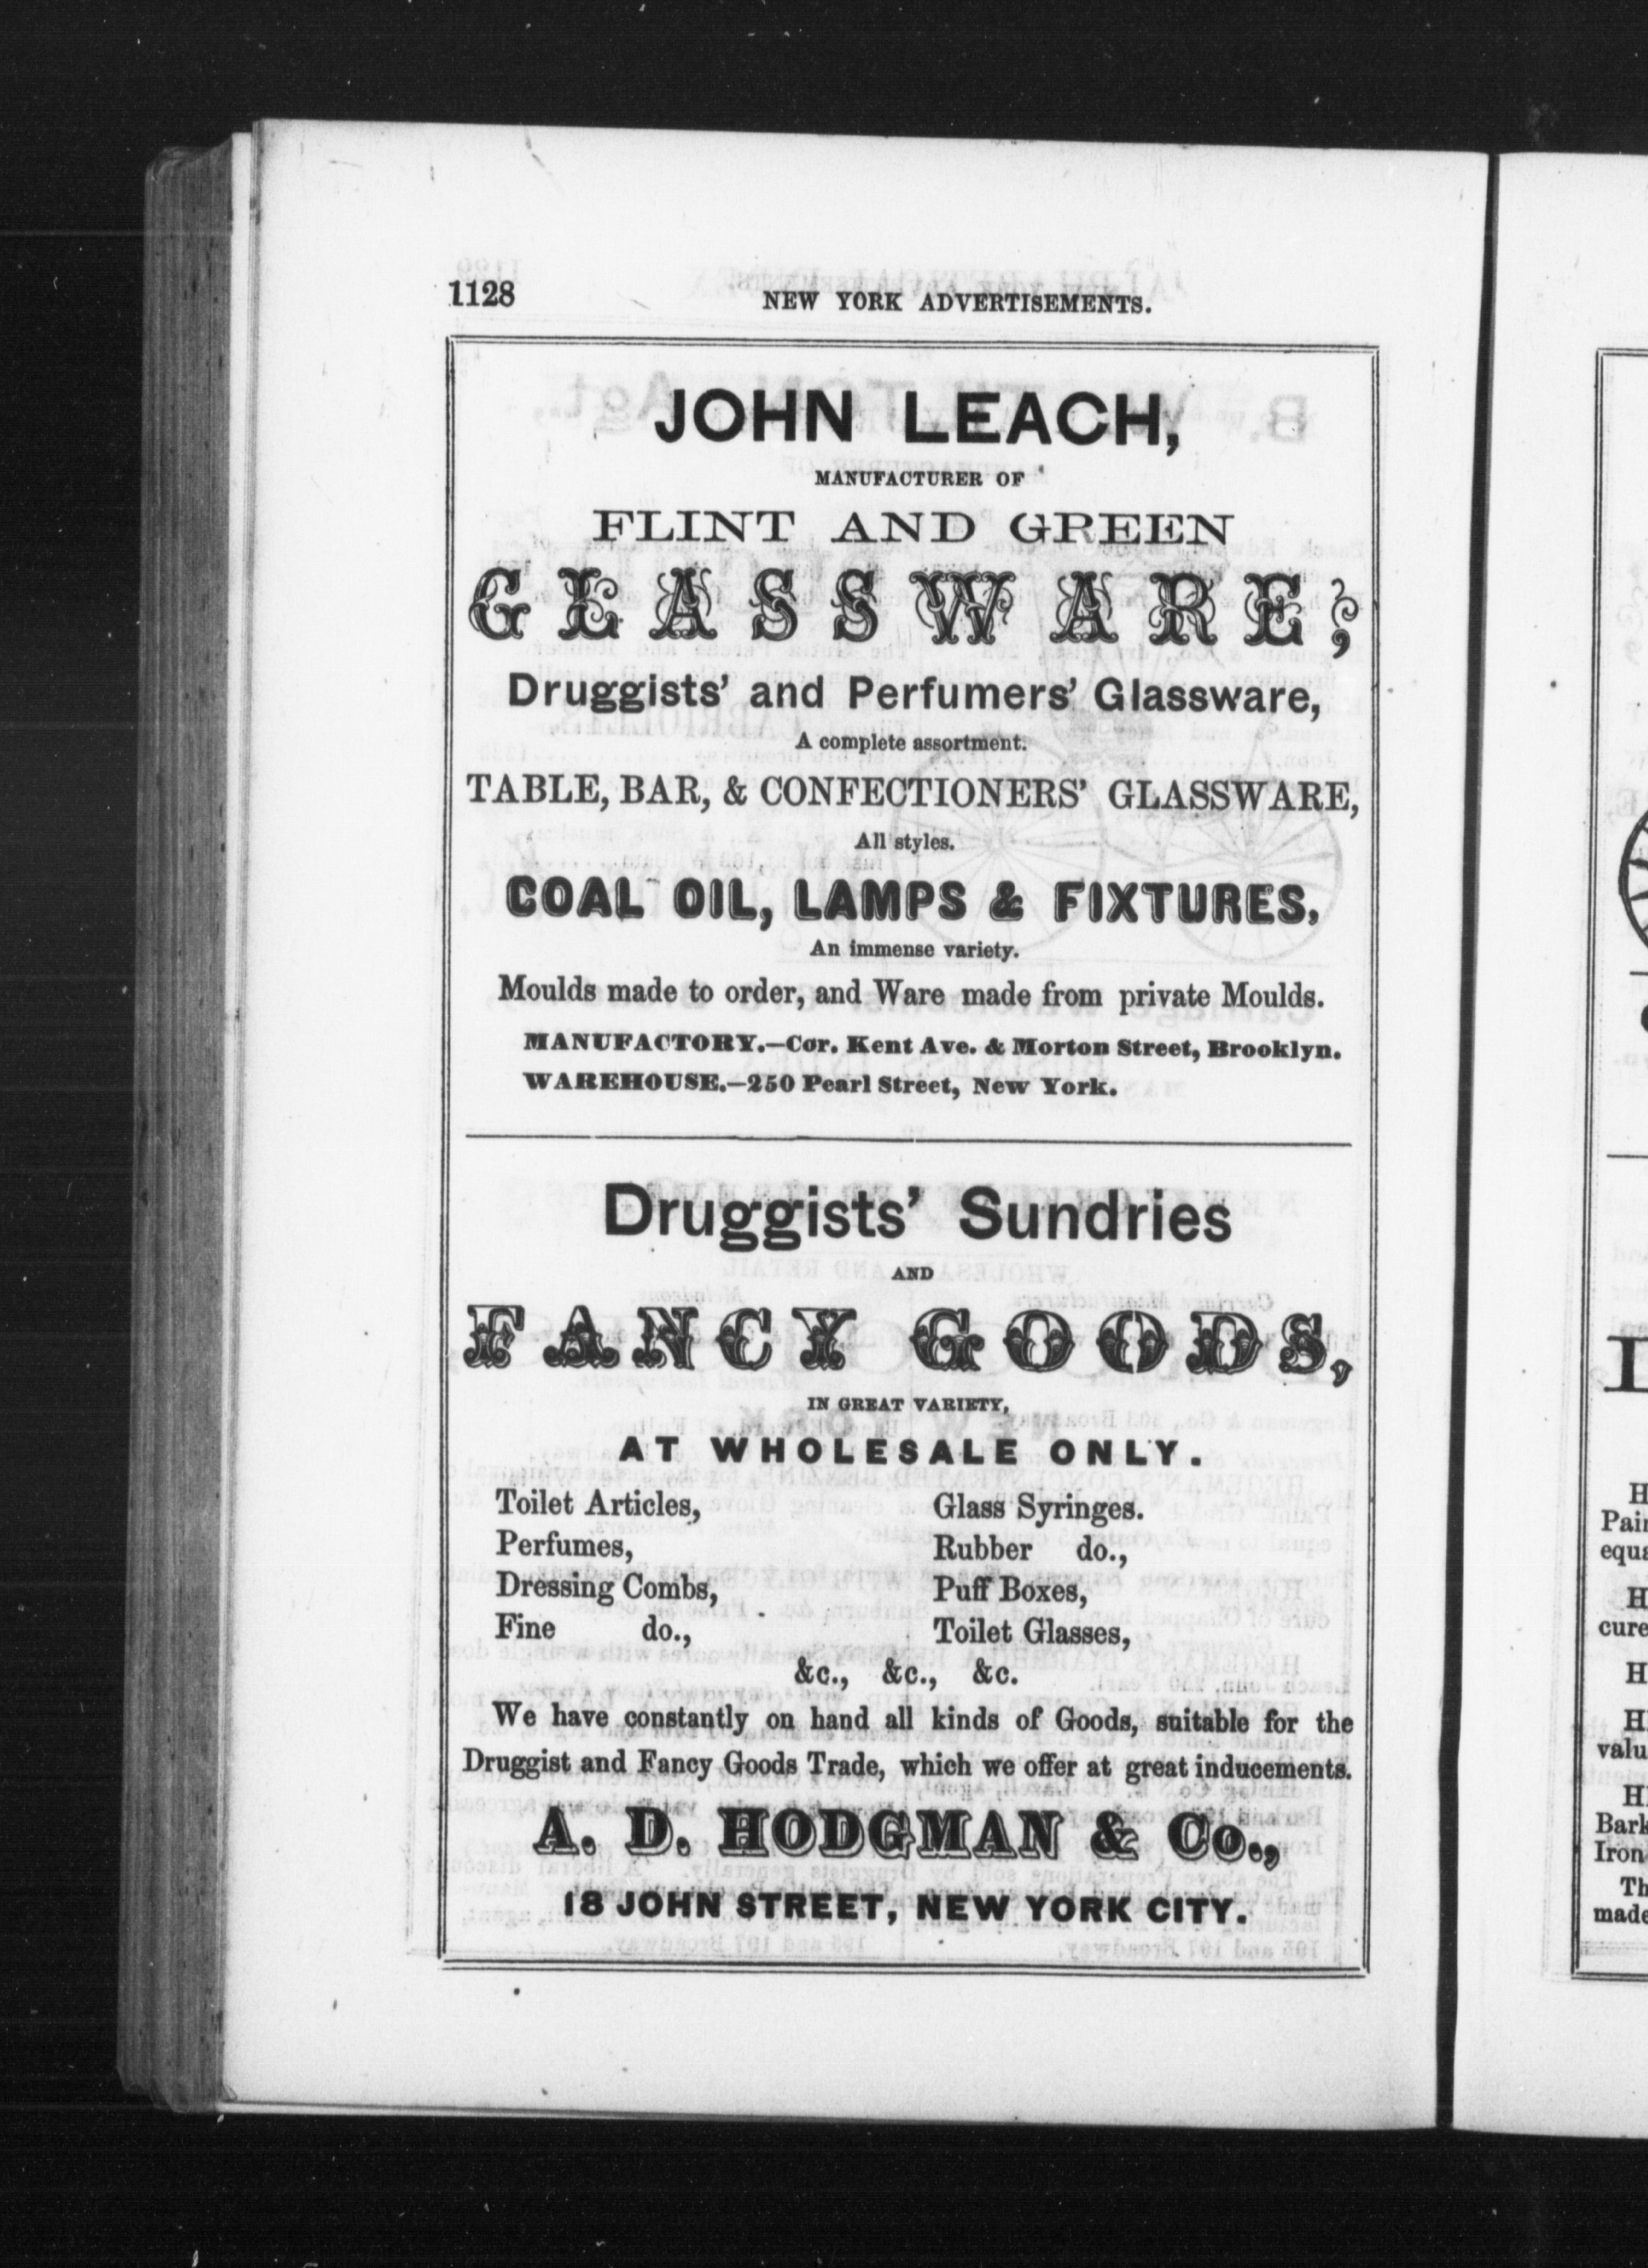 1128
NEW YORK ADVERTISEMENTS.
JOHN LEACH,
MANUFACTURER OF
FLINT AND GREEN
GLASSWARE;
Druggists' and Perfumers' Glassware,
A complete assortment.
TABLE, BAR, & CONFECTIONERS' GLASSWARE,
All styles.
COAL OIL, LAMPS & FIXTURES,
An immense variety.
Moulds made to order, and Ware made from private Moulds.
MANUFACTORY.—Cor. Kent Ave. & Morton Street, Brooklyn.
WAREHOUSE.—250 Pearl Street, New York.
Druggists' Sundries
AND
FANCY GOODS,
IN GREAT VARIETY,
AT WHOLESALE ONLY.
Toilet Articles,
Perfumes,
Dressing Combs,
Fine do.,
Glass Syringes.
Rubber do.,
Puff Boxes,
Toilet Glasses,
&c., &c., &c.
We have constantly on hand all kinds of Goods, suitable for the
Druggist and Fancy Goods Trade, which we offer at great inducements.
A. D. HODGMAN & Co.,
18 JOHN STREET, NEW YORK CITY.